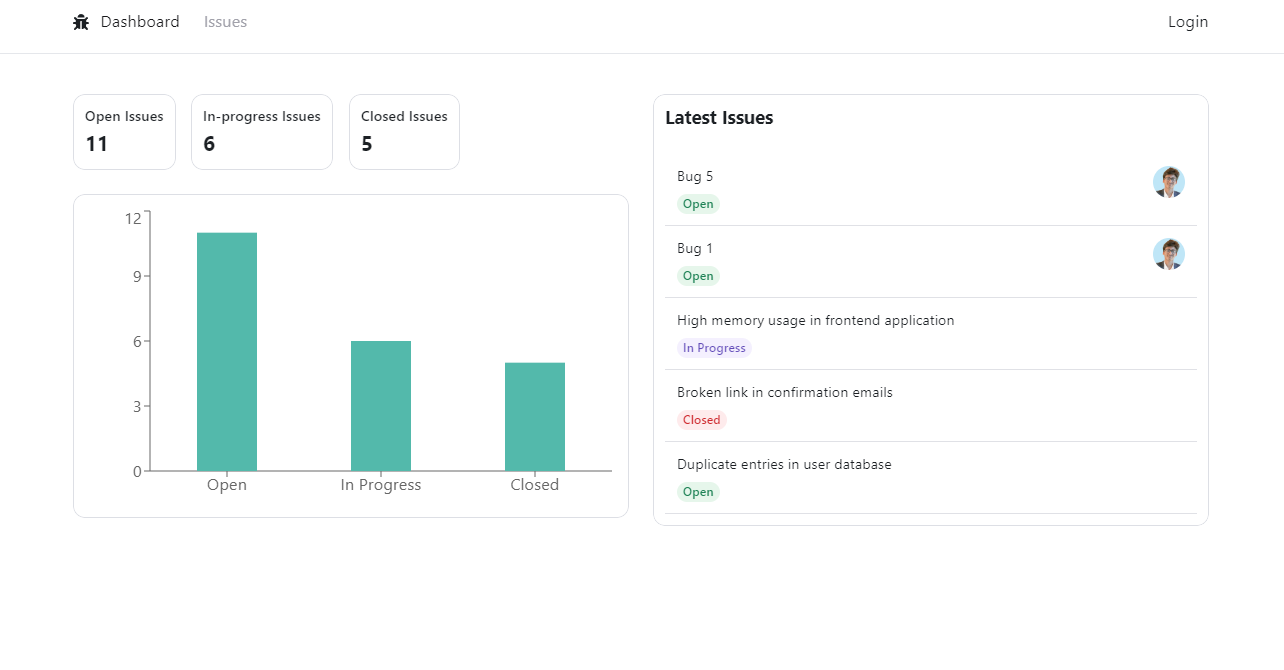 Dashboard Issues Login
Open Issues
11
In-progress Issues
6
Closed Issues
5
12
9
6
3
0
Open In Progress Closed
Latest Issues
Bug 5
Open
Bug 1
Open
High memory usage in frontend application
In Progress
Broken link in confirmation emails
Closed
Duplicate entries in user database
Open